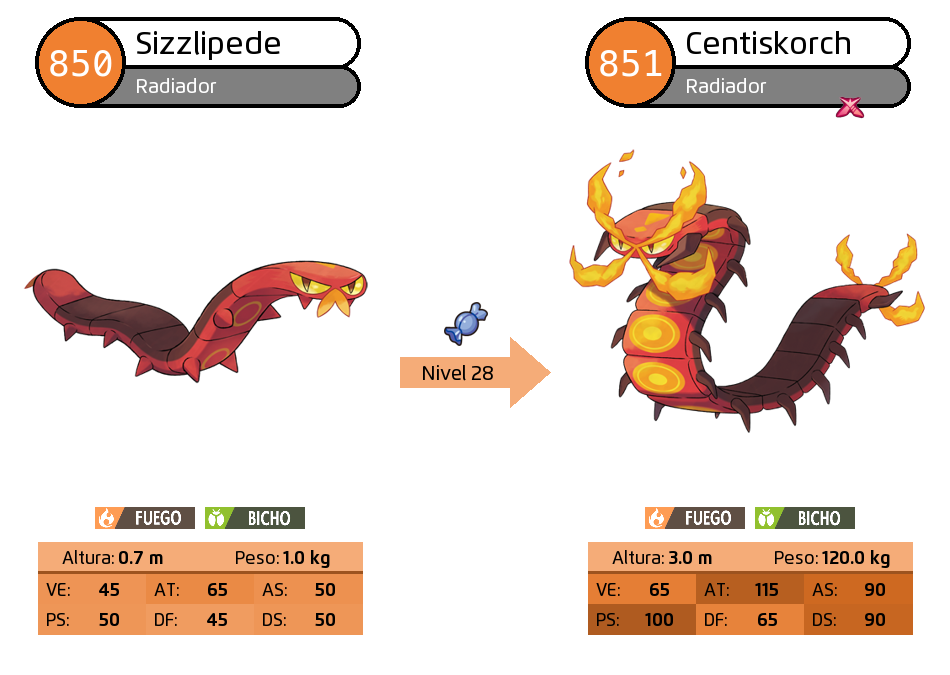 850
Sizzlipede
Radiador
851
Centiskorch
Radiador
Nivel 28
FUEGO
BICHO
Altura: 0.7 m
Peso: 1.0 kg
VE: 45
AT: 65
AS: 50
PS: 50
DF: 45
DS: 50
FUEGO
BICHO
Altura: 3.0 m
Peso: 120.0 kg
VE: 65
AT: 115
AS: 90
PS: 100
DF: 65
DS: 90